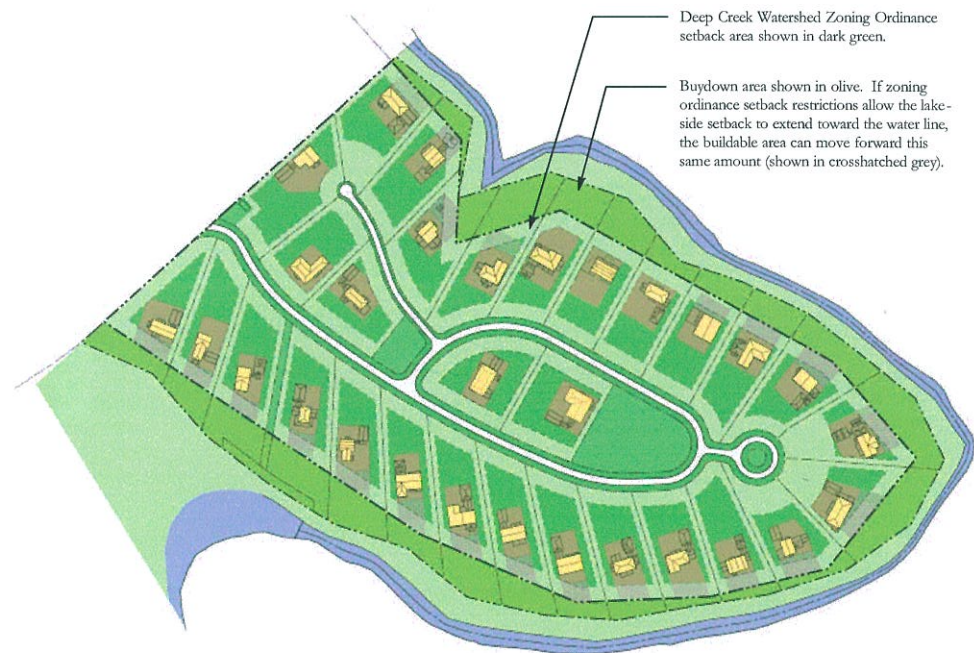 Deep Creek Watershed Zoning Ordinance
setback area shown in dark green.
Buydown area shown in olive. If zoning
ordinance setback restrictions allow the lake-
side setback to extend toward the water line,
the buildable area can move forward this
same amount (shown in crosshatched grey).